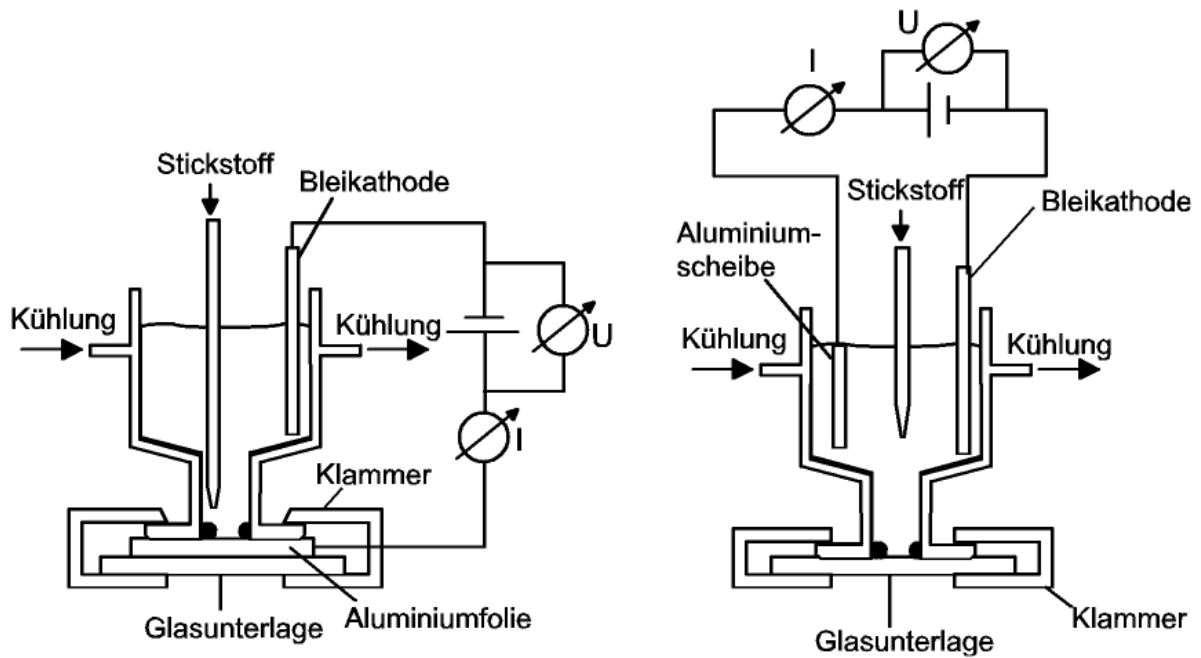 Stickstoff
Bleikathode
Kühlung
Kühlung
U
I
Klammer
Aluminiumfolie
Glasunterlage
U
I
Stickstoff
Bleikathode
Aluminium-
scheibe
Kühlung
Kühlung
Klammer
Glasunterlage